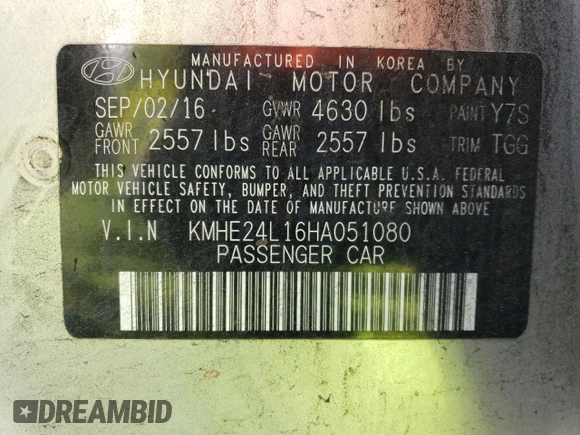 MANUFACTURED IN KOREA BY
HYUNDAI MOTOR COMPANY
SEP/02/16 GVWR 4630 lbs PAINT Y7S
GAWR FRONT 2557 lbs GAWR REAR 2557 lbs TRIM TGG
THIS VEHICLE CONFORMS TO ALL APPLICABLE U.S.A. FEDERAL
MOTOR VEHICLE SAFETY, BUMPER, AND THEFT PREVENTION STANDARDS
IN EFFECT ON THE DATE OF MANUFACTURE SHOWN ABOVE
V.I.N KMHE24L16HA051080
PASSENGER CAR
DREAMBID